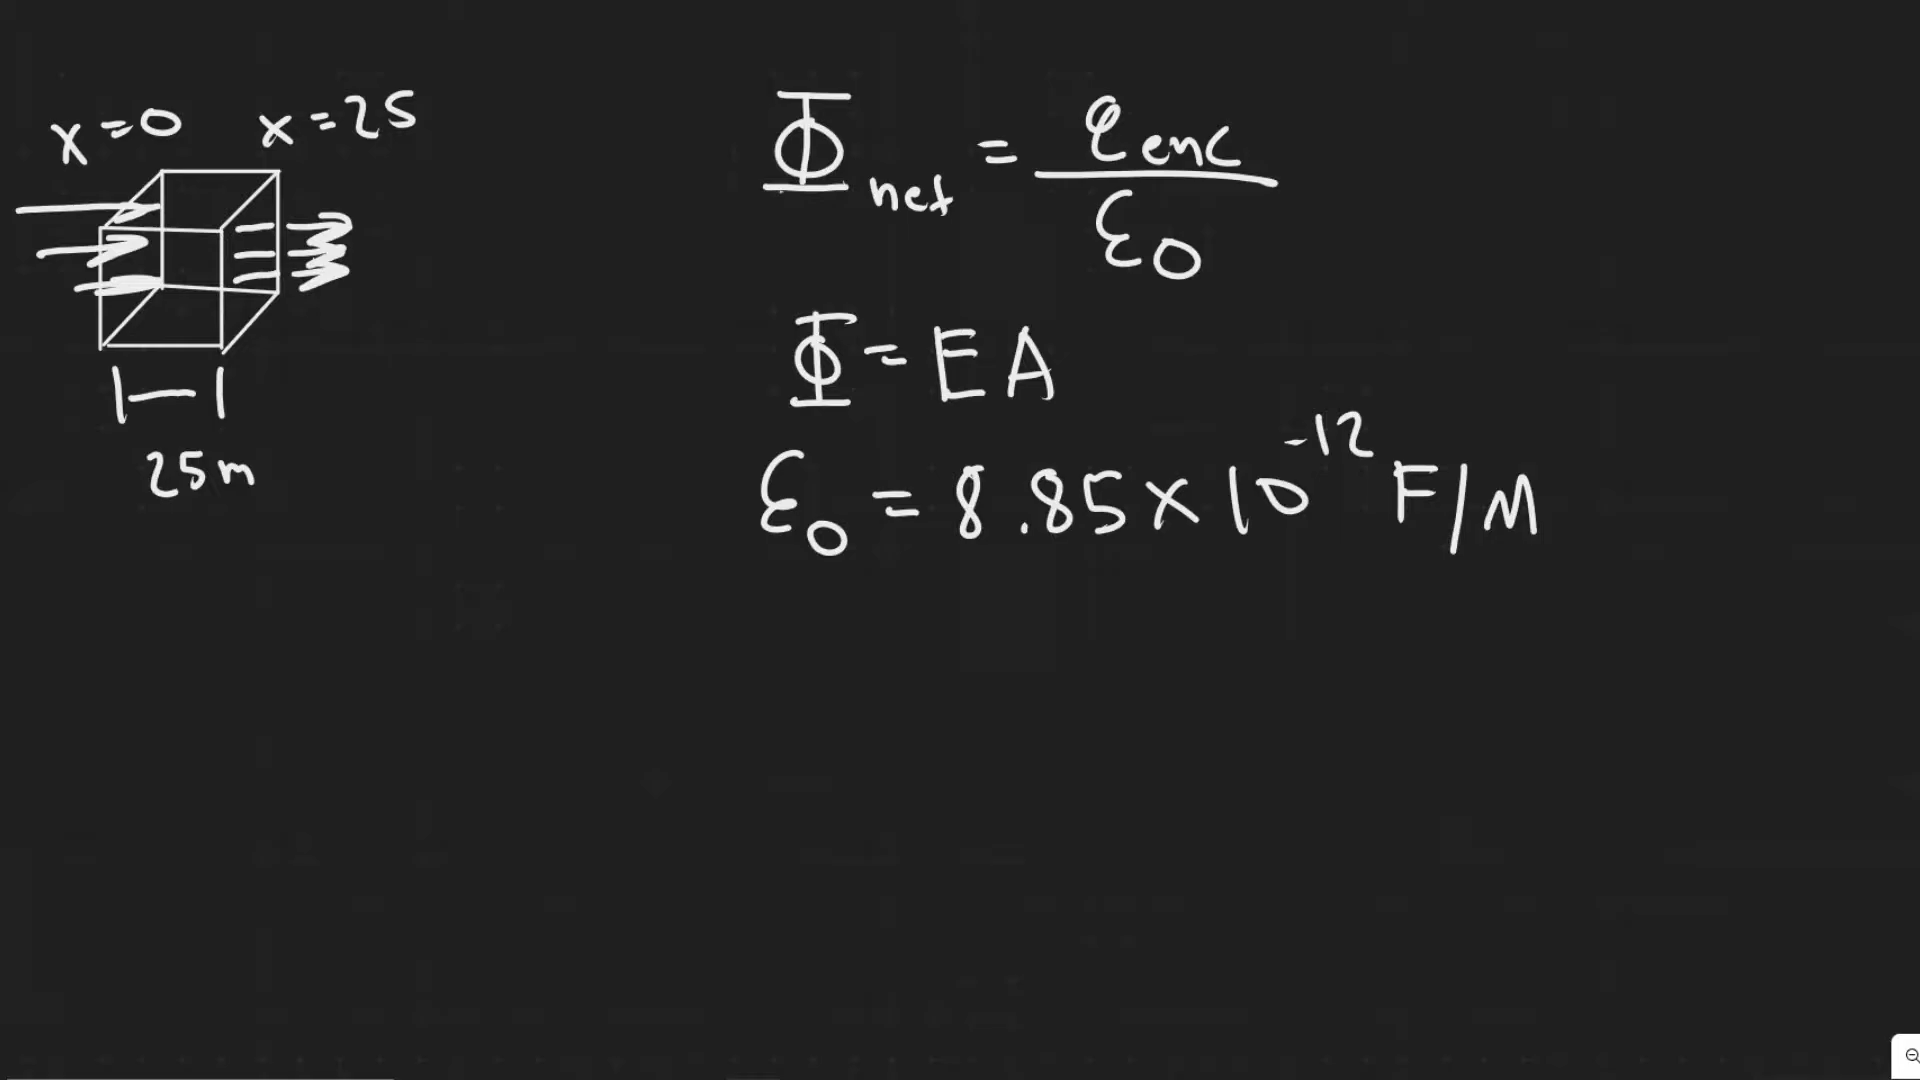 x=0 x=25
25m
Φnet = qenc / ε0
Φ = EA
ε0 = 8.85 x 10^-12 F/M